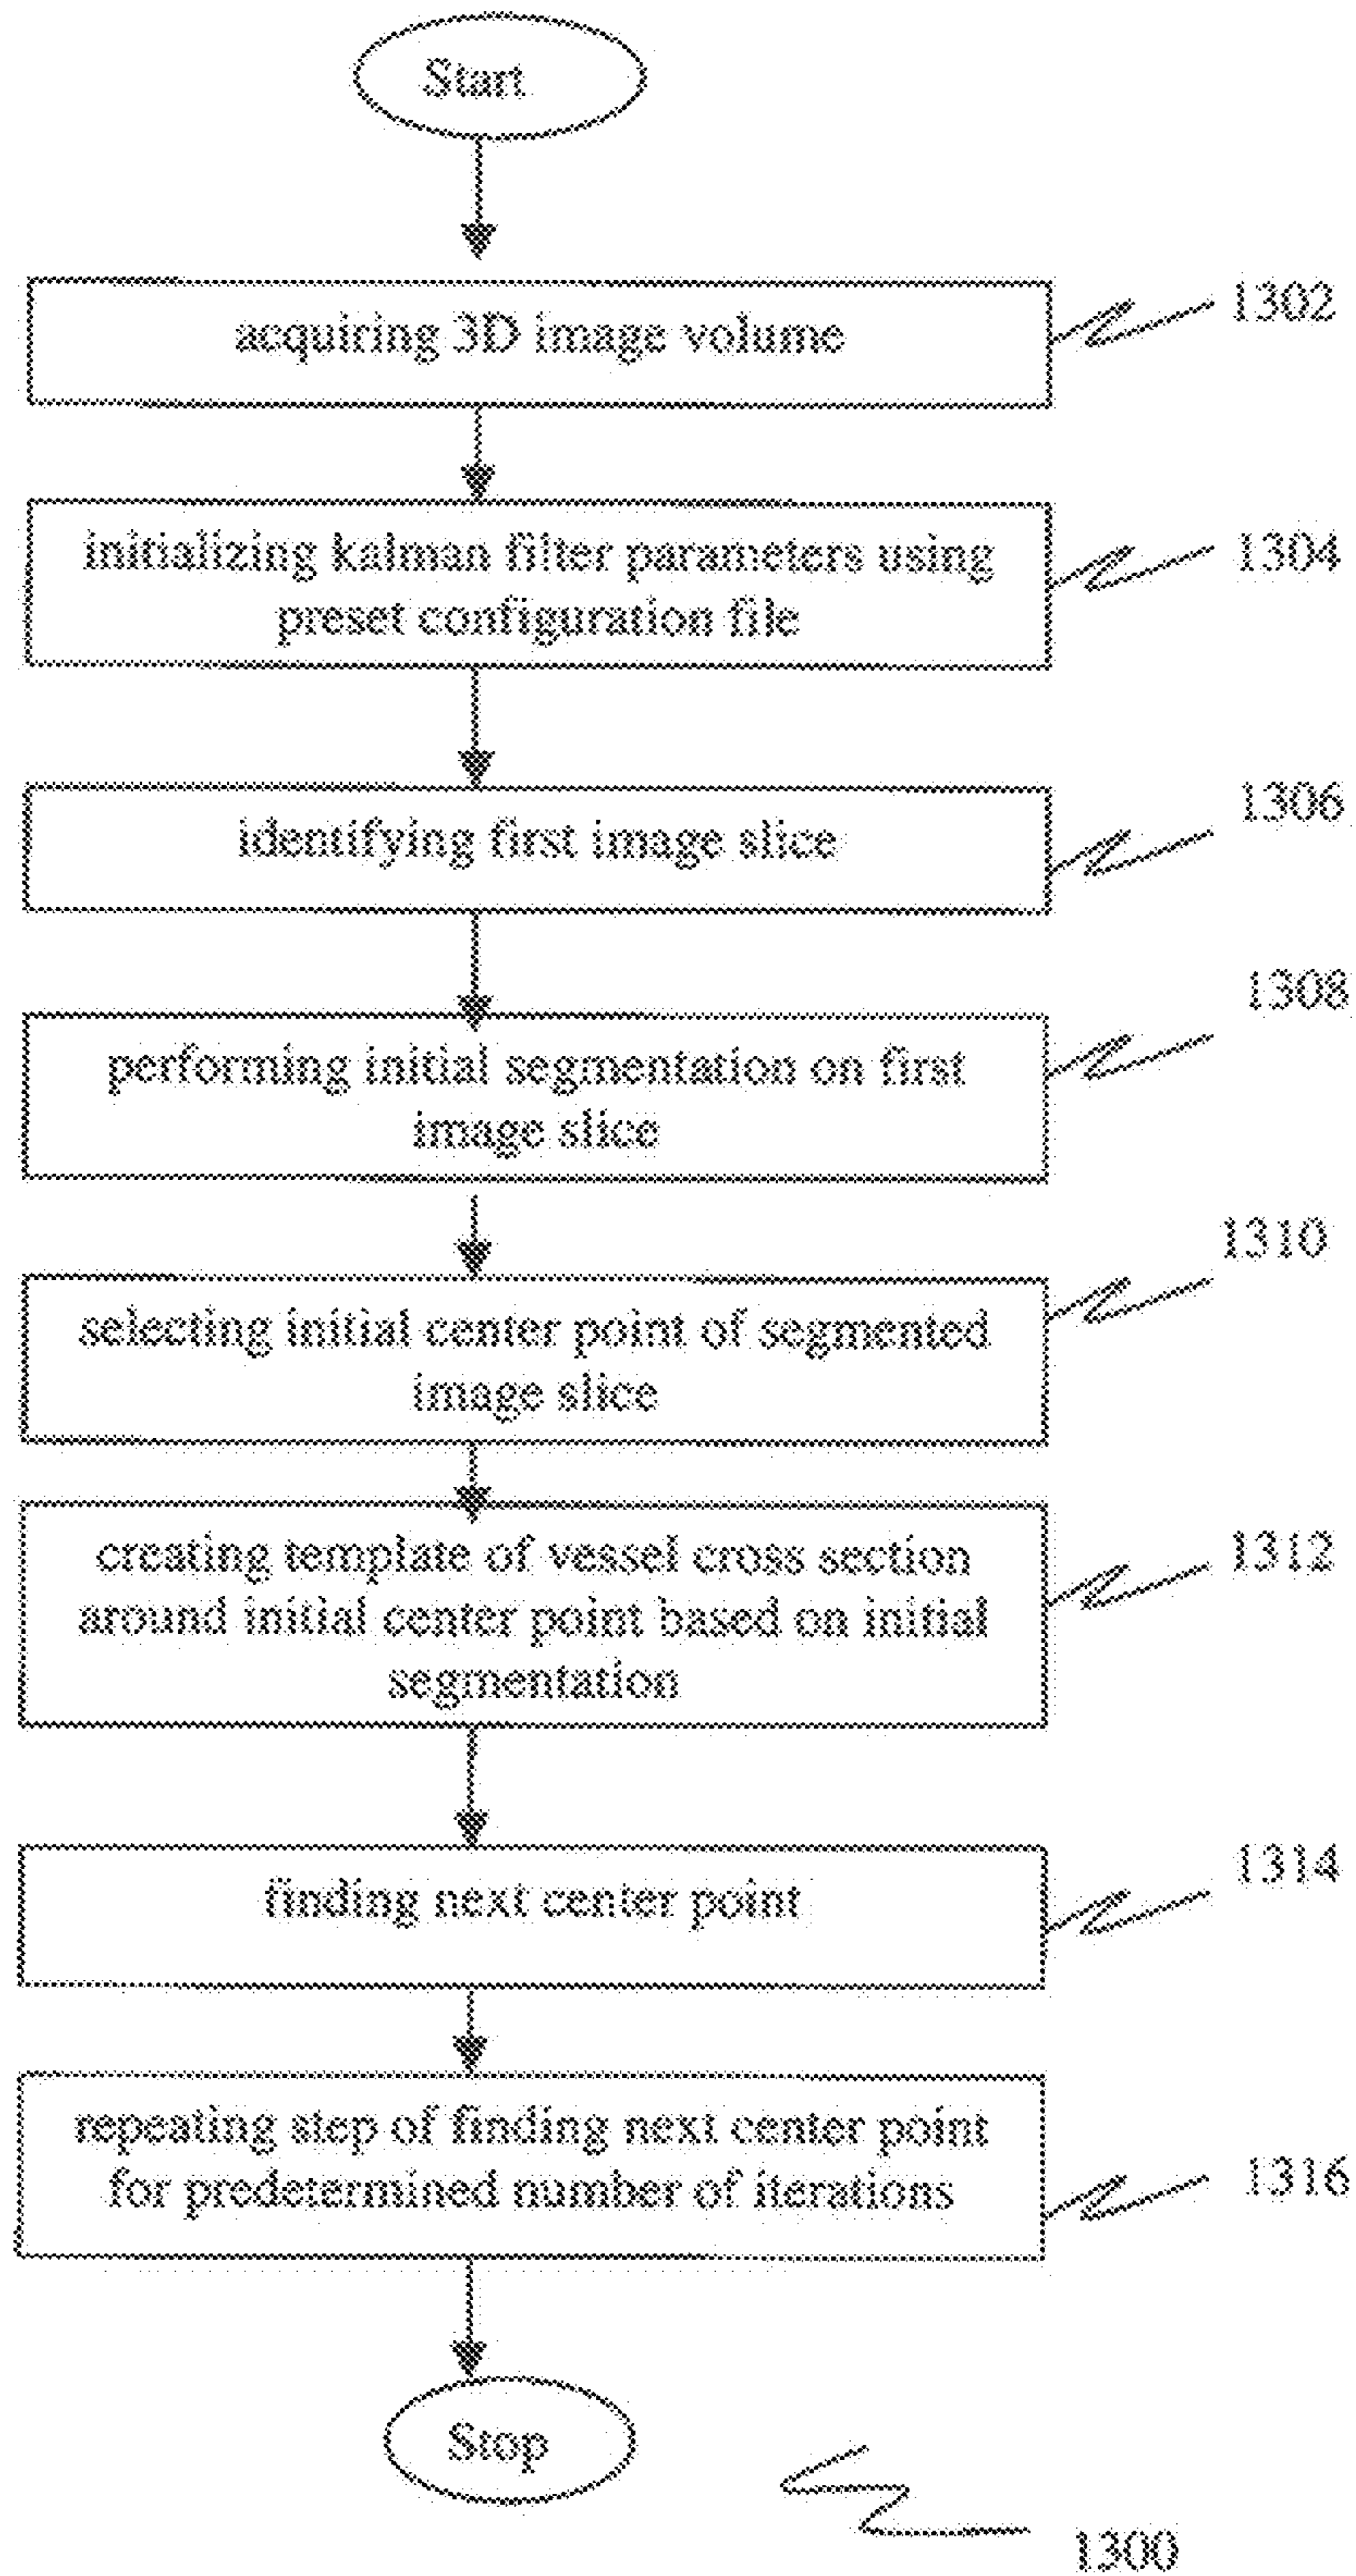 Start
acquiring 3D image volume
1302
initializing kalman filter parameters using
preset configuration file
1304
identifying first image slice
1306
performing initial segmentation on first
image slice
1308
selecting initial center point of segmented
image slice
1310
creating template of vessel cross section
around initial center point based on initial
segmentation
1312
finding next center point
1314
repeating step of finding next center point
for predetermined number of iterations
1316
Stop
1300